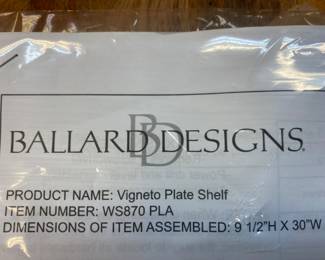 BD
BALLARD DESIGNS®
PRODUCT NAME: Vigneto Plate Shelf
ITEM NUMBER: WS870 PLA
DIMENSIONS OF ITEM ASSEMBLED: 9 1/2"H X 30"W